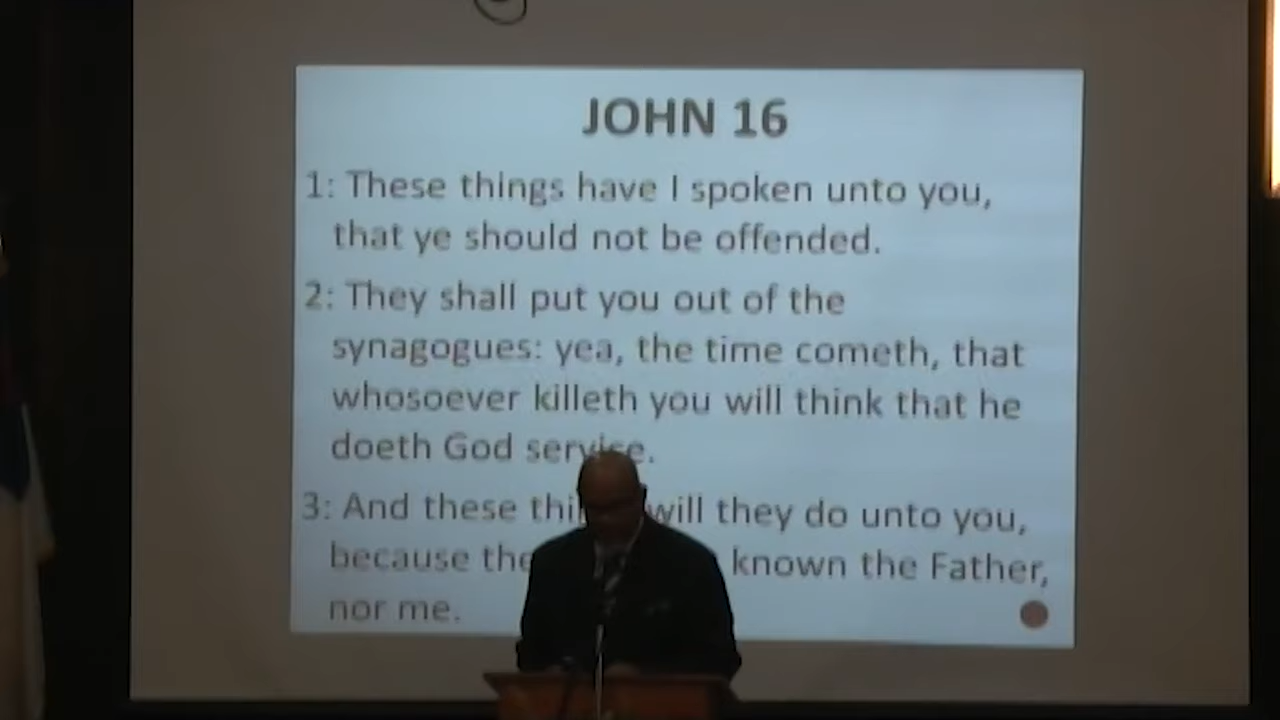 JOHN 16
1: These things have I spoken unto you,
that ye should not be offended.
2: They shall put you out of the
synagogues: yea, the time cometh, that
whosoever killeth you will think that he
doeth God service.
3: And these will they do unto you,
because known the Father,
nor me.